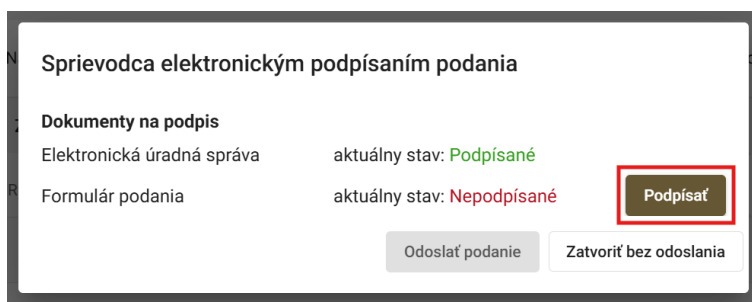 Sprievodca elektronickým podpísaním podania
Dokumenty na podpis
Elektronická úradná správa aktuálny stav: Podpísané
Formulár podania aktuálny stav: Nepodpísané Podpísať
Odoslať podanie Zatvoriť bez odoslania